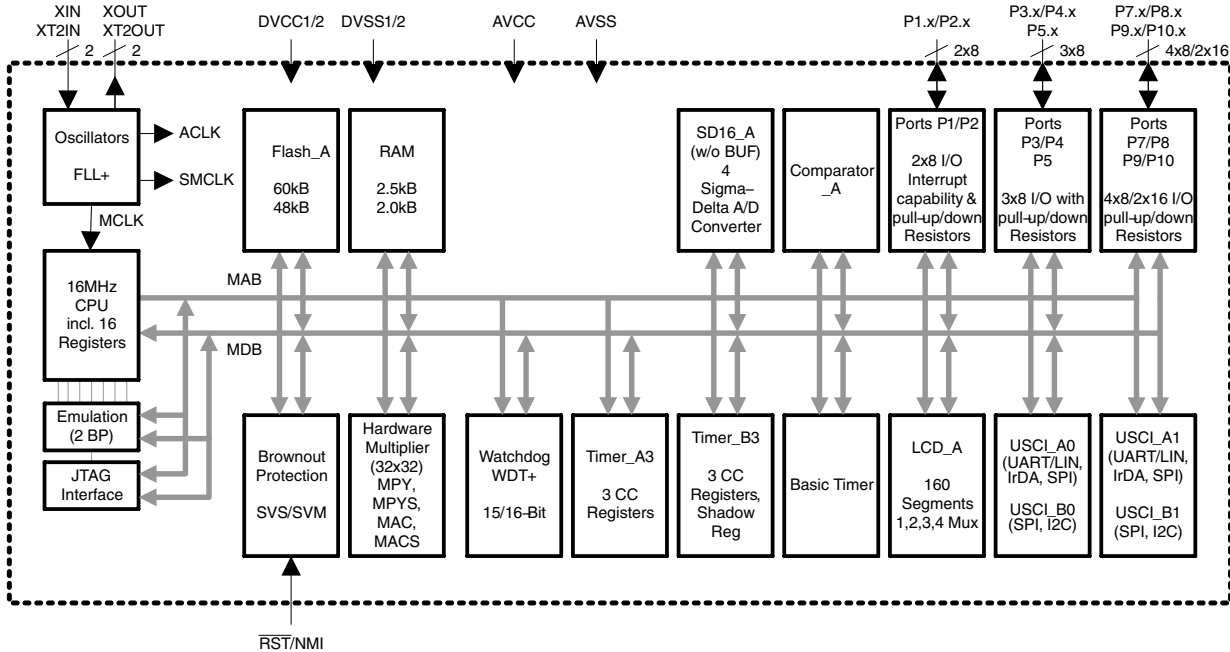 XIN
XT2IN
2
XOUT
XT2OUT
2
DVCC1/2
DVSS1/2
AVCC
AVSS
P1.x/P2.x
2x8
P3.x/P4.x
P5.x
3x8
P7.x/P8.x
P9.x/P10.x
4x8/2x16
Oscillators
FLL+
ACLK
SMCLK
MCLK
Flash_A
60kB
48kB
RAM
2.5kB
2.0kB
SD16_A
(w/o BUF)
4
Sigma–
Delta A/D
Converter
Comparator
_A
Ports P1/P2
2x8 I/O
Interrupt
capability &
pull–up/down
Resistors
Ports
P3/P4
P5
3x8 I/O with
pull–up/down
Resistors
Ports
P7/P8
P9/P10
4x8/2x16 I/O
pull–up/down
Resistors
16MHz
CPU
incl. 16
Registers
MAB
MDB
Emulation
(2 BP)
JTAG
Interface
Brownout
Protection
SVS/SVM
Hardware
Multiplier
(32x32)
MPY,
MPYS,
MAC,
MACS
Watchdog
WDT+
15/16–Bit
Timer_A3
3 CC
Registers
Timer_B3
3 CC
Registers,
Shadow
Reg
Basic Timer
LCD_A
160
Segments
1,2,3,4 Mux
USCI_A0
(UART/LIN,
IrDA, SPI)
USCI_B0
(SPI, I2C)
USCI_A1
(UART/LIN,
IrDA, SPI)
USCI_B1
(SPI, I2C)
RST/NMI